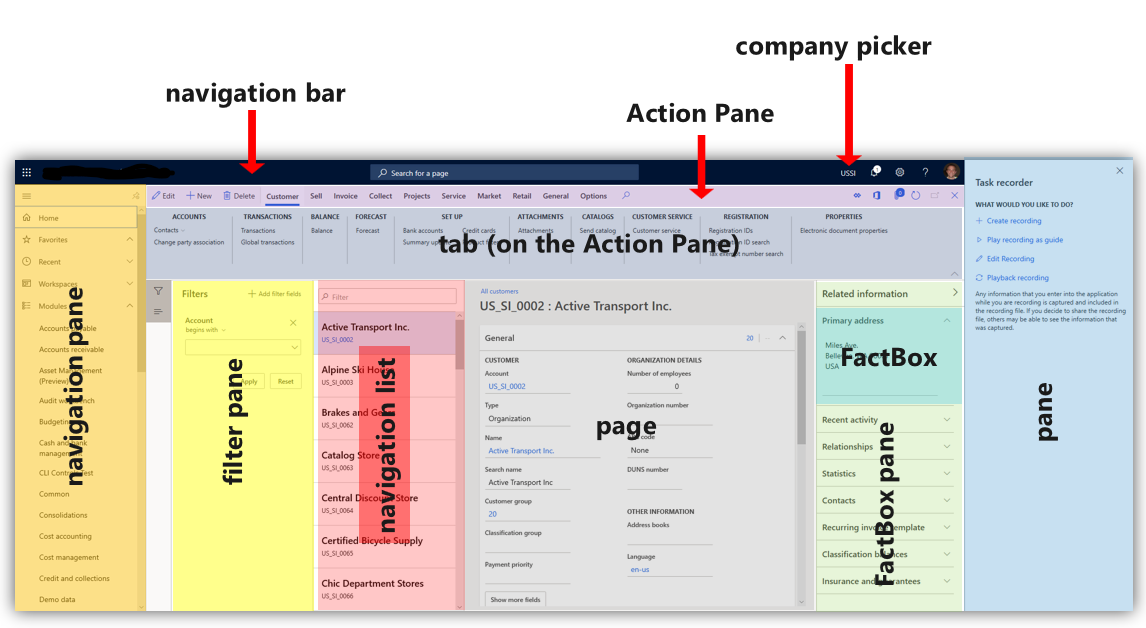 company picker
navigation bar
Action Pane
Search for a page
USSI
1
?
Edit
New
Delete
Customer
Sell
Invoice
Collect
Projects
Service
Market
Retail
General
Options
0
ACCOUNTS
Contacts
Change party association
TRANSACTIONS
Transactions
Global transactions
BALANCE
Balance
FORECAST
Forecast
SET UP
Bank accounts
Credit cards
Summary
ATTACHMENTS
Attachments
CATALOGS
Send catalog
CUSTOMER SERVICE
Customer service
REGISTRATION
Registration IDs
ID search
Tax exempt number search
PROPERTIES
Electronic document properties
tab (on the Action Pane)
Home
Favorites
Recent
Workspaces
Modules
Accounts payable
Accounts receivable
Asset Management
(Preview)
Audit workbench
Budgeting
Cash and bank
management
CLI Controls Test
Common
Consolidations
Cost accounting
Cost management
Credit and collections
Demo data
navigation pane
Filters
Add filter fields
Account
begins with
Apply
Reset
filter pane
Filter
Active Transport Inc.
US_SI_0002
Alpine Ski House
US_SI_0003
Brakes and Gears
US_SI_0062
Catalog Store
US_SI_0063
Central Discount Store
US_SI_0064
Certified Bicycle Supply
US_SI_0065
Chic Department Stores
US_SI_0066
navigation list
All customers
US_SI_0002 : Active Transport Inc.
General
20
CUSTOMER
Account
US_SI_0002
Type
Organization
Name
Active Transport Inc.
Search name
Active Transport Inc
Customer group
20
Classification group
Payment priority
Show more fields
ORGANIZATION DETAILS
Number of employees
0
Organization number
code
None
DUNS number
OTHER INFORMATION
Address books
Language
en-us
page
Related information
Primary address
Miles Ave.
USA
FactBox
Recent activity
Relationships
Statistics
Contacts
Recurring invoice template
Classification balances
Insurance and guarantees
FactBox pane
Task recorder
WHAT WOULD YOU LIKE TO DO?
Create recording
Play recording as guide
Edit Recording
Playback recording
Any information that you enter into the application
while you are recording is captured and included in
the recording file. If you decide to share the recording
file, others may be able to see the information that
was captured.
pane